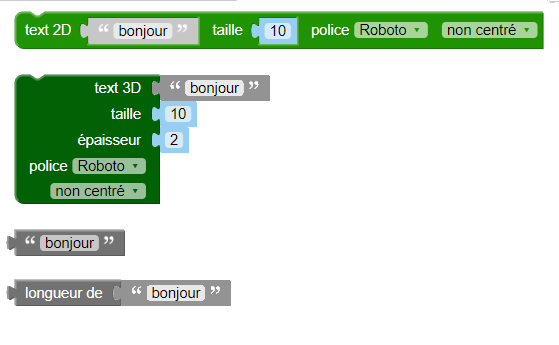 text 2D “ bonjour ” taille 10 police Roboto non centré
text 3D “ bonjour ”
taille 10
épaisseur 2
police Roboto
non centré
“ bonjour ”
longueur de “ bonjour ”